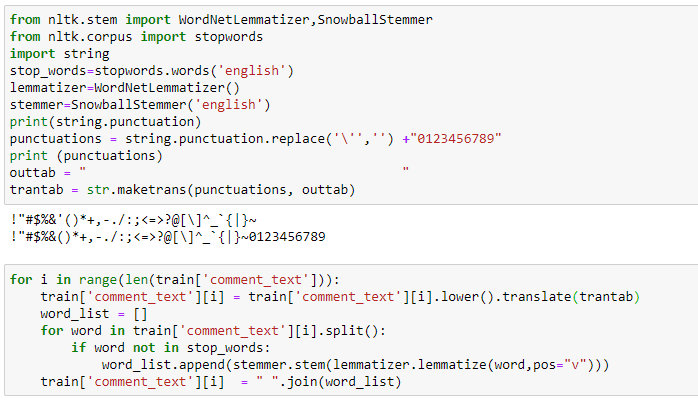 from nltk.stem import WordNetLemmatizer,SnowballStemmer
from nltk.corpus import stopwords
import string
stop_words=stopwords.words('english')
lemmatizer=WordNetLemmatizer()
stemmer=SnowballStemmer('english')
print(string.punctuation)
punctuations = string.punctuation.replace('\'','') +"0123456789"
print (punctuations)
outtab = "                                         "
trantab = str.maketrans(punctuations, outtab)
!"#$%&'()*+,-./:;<=>?@[\]^_`{|}~
!"#$%&()*+,-./:;<=>?@[\]^_`{|}~0123456789
for i in range(len(train['comment_text'])):
    train['comment_text'][i] = train['comment_text'][i].lower().translate(trantab)
    word_list = []
    for word in train['comment_text'][i].split():
        if word not in stop_words:
            word_list.append(stemmer.stem(lemmatizer.lemmatize(word,pos="v")))
    train['comment_text'][i]  = " ".join(word_list)